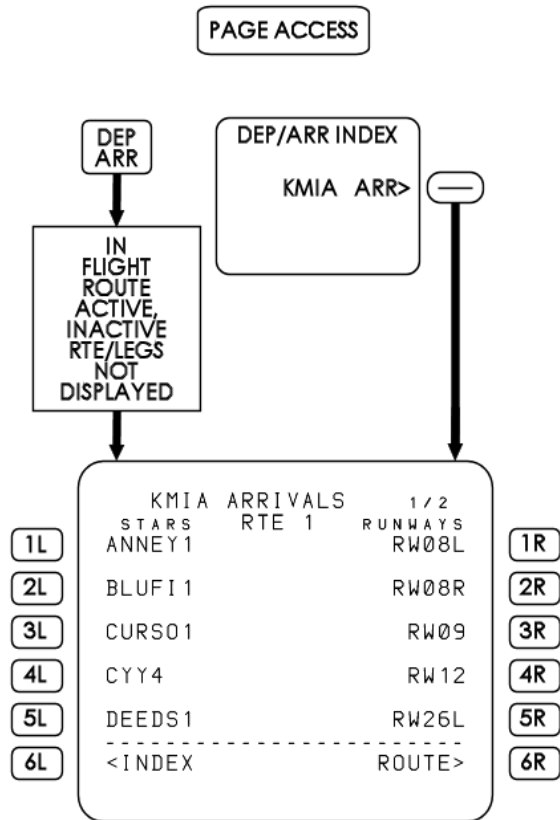 PAGE ACCESS
DEP
ARR
DEP/ARR INDEX
KMIA ARR>
IN
FLIGHT
ROUTE
ACTIVE,
INACTIVE
RTE/LEGS
NOT
DISPLAYED
KMIA ARRIVALS 1/2
STARS RTE 1 RUNWAYS
1L ANNEY1 RW08L 1R
2L BLUFI1 RW08R 2R
3L CURSO1 RW09 3R
4L CYY4 RW12 4R
5L DEEDS1 RW26L 5R
------------------------
6L <INDEX ROUTE> 6R